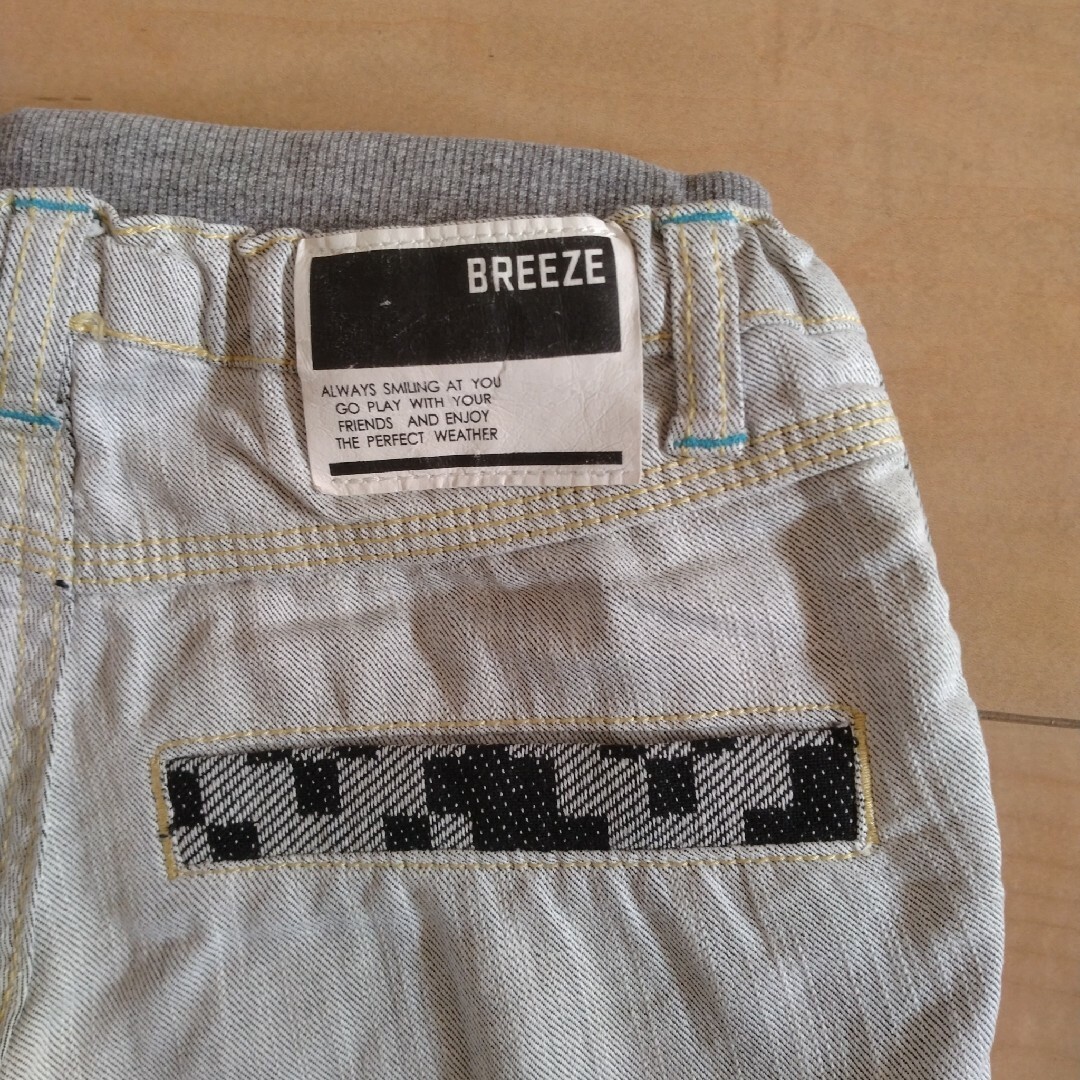 BREEZE
ALWAYS SMILING AT YOU
GO PLAY WITH YOUR
FRIENDS AND ENJOY
THE PERFECT WEATHER